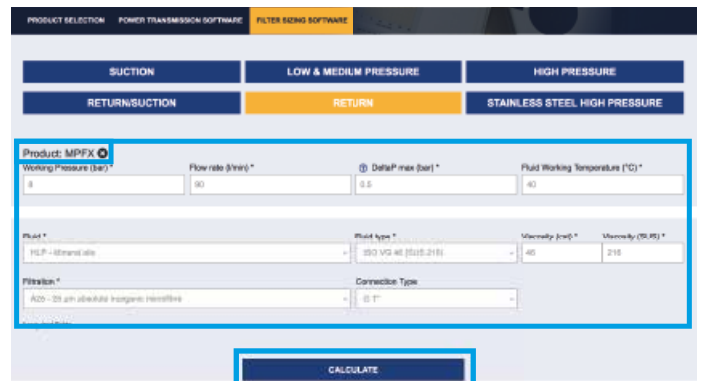 PRODUCT SELECTION POWER TRANSMISSION SOFTWARE FILTER SIZING SOFTWARE
SUCTION LOW & MEDIUM PRESSURE HIGH PRESSURE
RETURN/SUCTION RETURN STAINLESS STEEL HIGH PRESSURE
Product: MPFX
Working Pressure (bar) * Flow rate (l/min) * DeltaP max (bar) * Fluid Working Temperature (°C) *
8 90 0.5 40
Fluid * Fluid type * Viscosity (cst) * Viscosity (SUS) *
HLP - Mineral oils ISO VG 46 [SUS 216] 46 216
Filtration * Connection Type
A25 - 25 µm absolute inorganic microfibre G 1"
CALCULATE